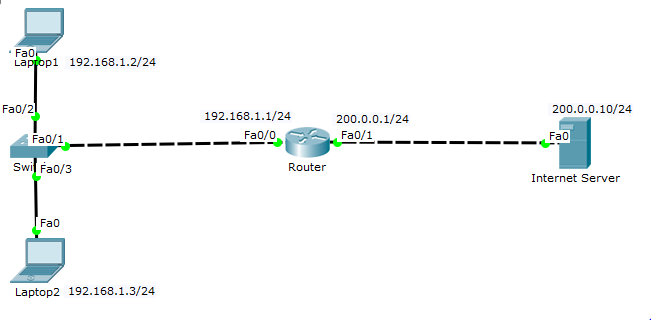 Fa0
Laptop1 192.168.1.2/24
Fa0/2
192.168.1.1/24
200.0.0.1/24
200.0.0.10/24
Fa0/1
Fa0/0
Fa0/1
Fa0
Router
Internet Server
Fa0/3
Fa0
Laptop2 192.168.1.3/24